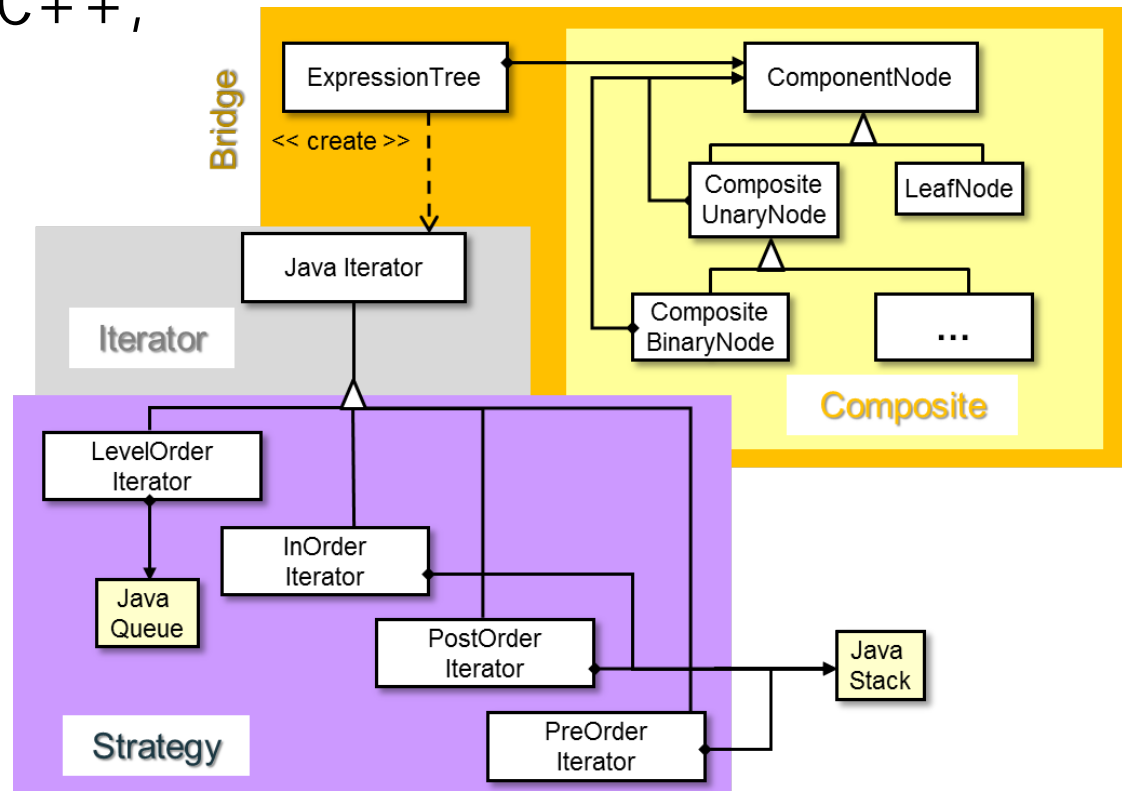 C++,
Bridge
ExpressionTree
<< create >>
ComponentNode
Composite
UnaryNode
LeafNode
Composite
BinaryNode
...
Composite
Java Iterator
Iterator
LevelOrder
Iterator
Java
Queue
InOrder
Iterator
PostOrder
Iterator
PreOrder
Iterator
Java
Stack
Strategy